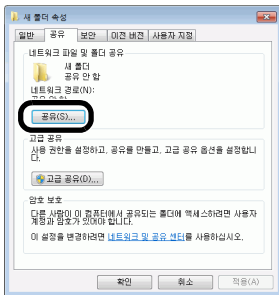 새 폴더 속성
일반 공유 보안 이전 버전 사용자 지정
네트워크 파일 및 폴더 공유
새 폴더
공유 안 함
네트워크 경로(N):
공유 안 함
공유(S)...
고급 공유
사용 권한을 설정하고, 공유를 만들고, 고급 공유 옵션을 설정합니
다.
고급 공유(D)...
암호 보호
다른 사람이 이 컴퓨터에서 공유되는 폴더에 액세스하려면 사용자
계정과 암호가 있어야 합니다.
이 설정을 변경하려면 네트워크 및 공유 센터를 사용하십시오.
확인 취소 적용(A)